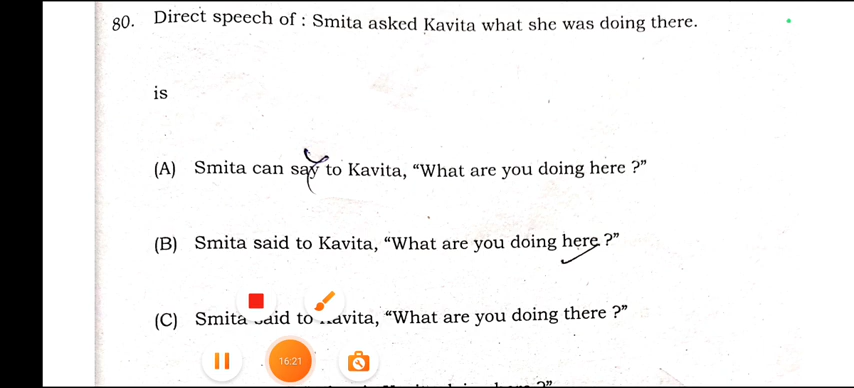 80. Direct speech of : Smita asked Kavita what she was doing there.
is
(A) Smita can say to Kavita, “What are you doing here ?”
(B) Smita said to Kavita, “What are you doing here ?”
(C) Smita said to Kavita, “What are you doing there ?”
16:21